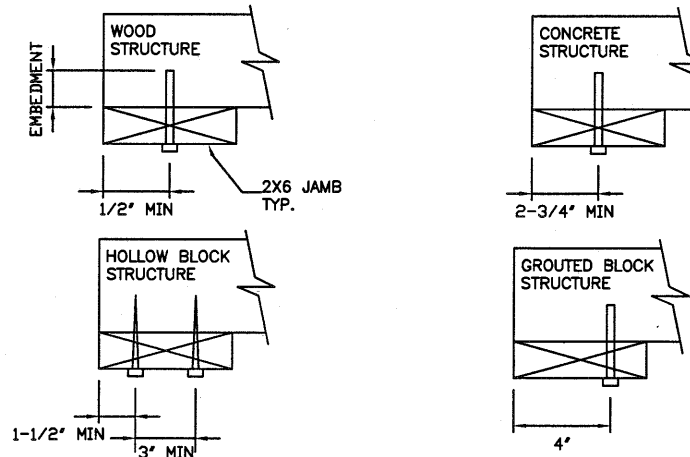 WOOD
STRUCTURE
EMBEDMENT
1/2" MIN
2X6 JAMB
TYP.
CONCRETE
STRUCTURE
2-3/4" MIN
HOLLOW BLOCK
STRUCTURE
1-1/2" MIN
3" MIN
GROUTED BLOCK
STRUCTURE
4"